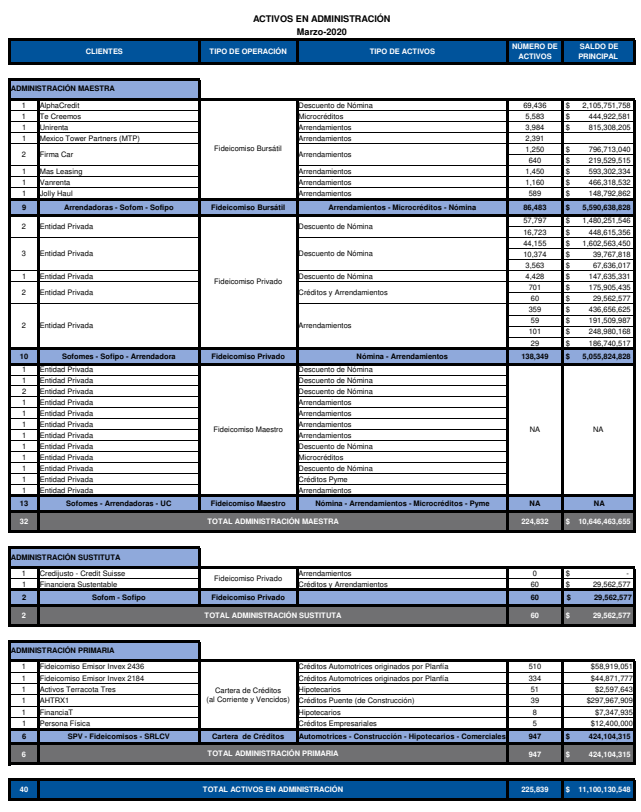 ACTIVOS EN ADMINISTRACIÓN
Marzo-2020
CLIENTES TIPO DE OPERACIÓN TIPO DE ACTIVOS NÚMERO DE ACTIVOS SALDO DE PRINCIPAL
ADMINISTRACIÓN MAESTRA
1 AlphaCredit Descuento de Nómina 69,436 $ 2,105,751,758
1 Te Creemos Microcréditos 5,583 $ 444,922,581
1 Unirenta Arrendamientos 3,984 $ 815,308,205
1 Mexico Tower Partners (MTP) Arrendamientos 2,391
Fideicomiso Bursátil
2 Firma Car Arrendamientos 1,250 $ 796,713,040
640 $ 219,529,515
1 Mas Leasing Arrendamientos 1,450 $ 593,302,334
1 Vanrenta Arrendamientos 1,160 $ 466,318,532
1 Jolly Haul Arrendamientos 589 $ 148,792,862
9 Arrendadoras - Sofom - Sofipo Fideicomiso Bursátil Arrendamientos - Microcréditos - Nómina 86,483 $ 5,590,638,828
2 Entidad Privada Descuento de Nómina 57,797 $ 1,480,251,546
16,723 $ 448,615,356
3 Entidad Privada Descuento de Nómina 44,155 $ 1,602,563,450
10,374 $ 39,767,818
3,563 $ 67,636,017
1 Entidad Privada Fideicomiso Privado Descuento de Nómina 4,428 $ 147,635,331
2 Entidad Privada Créditos y Arrendamientos 701 $ 175,905,435
60 $ 29,562,577
2 Entidad Privada Arrendamientos 359 $ 436,656,625
59 $ 191,509,987
101 $ 248,980,168
29 $ 186,740,517
10 Sofomes - Sofipo - Arrendadora Fideicomiso Privado Nómina - Arrendamientos 138,349 $ 5,055,824,828
1 Entidad Privada Descuento de Nómina
1 Entidad Privada Descuento de Nómina
2 Entidad Privada Descuento de Nómina
1 Entidad Privada Arrendamientos
1 Entidad Privada Arrendamientos
1 Entidad Privada Arrendamientos
Fideicomiso Maestro NA NA
1 Entidad Privada Arrendamientos
1 Entidad Privada Descuento de Nómina
1 Entidad Privada Microcréditos
1 Entidad Privada Descuento de Nómina
1 Entidad Privada Créditos Pyme
1 Entidad Privada Arrendamientos
13 Sofomes - Arrendadoras - UC Fideicomiso Maestro Nómina - Arrendamientos - Microcréditos - Pyme NA NA
32 TOTAL ADMINISTRACIÓN MAESTRA 224,832 $ 10,646,463,655
ADMINISTRACIÓN SUSTITUTA
1 Credijusto - Credit Suisse Arrendamientos 0 $ -
Fideicomiso Privado
1 Financiera Sustentable Créditos y Arrendamientos 60 $ 29,562,577
2 Sofom - Sofipo Fideicomiso Privado 60 $ 29,562,577
2 TOTAL ADMINISTRACIÓN SUSTITUTA 60 $ 29,562,577
ADMINISTRACIÓN PRIMARIA
1 Fideicomiso Emisor Invex 2436 Créditos Automotrices originados por Planfía 510 $58,919,051
1 Fideicomiso Emisor Invex 2184 Créditos Automotrices originados por Planfía 334 $44,871,777
1 Activos Terracota Tres Cartera de Créditos Hipotecarios 51 $2,597,643
1 AHTRX1 (al Corriente y Vencidos) Créditos Puente (de Construcción) 39 $297,967,909
1 FinanciaT Hipotecarios 8 $7,347,935
1 Persona Física Créditos Empresariales 5 $12,400,000
6 SPV - Fideicomisos - SRLCV Cartera de Créditos Automotrices - Construcción - Hipotecarios - Comerciales 947 $ 424,104,315
6 TOTAL ADMINISTRACIÓN PRIMARIA 947 $ 424,104,315
40 TOTAL ACTIVOS EN ADMINISTRACIÓN 225,839 $ 11,100,130,548